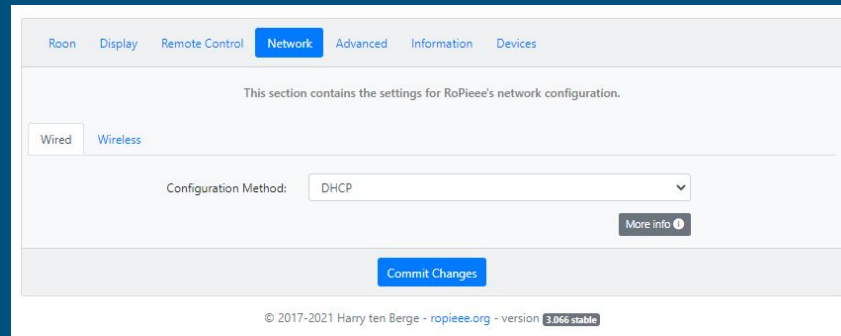 Roon Display Remote Control Network Advanced Information Devices
This section contains the settings for RoPieee's network configuration.
Wired Wireless
Configuration Method: DHCP
More info
Commit Changes
© 2017-2021 Harry ten Berge - ropieee.org - version 3.066 stable